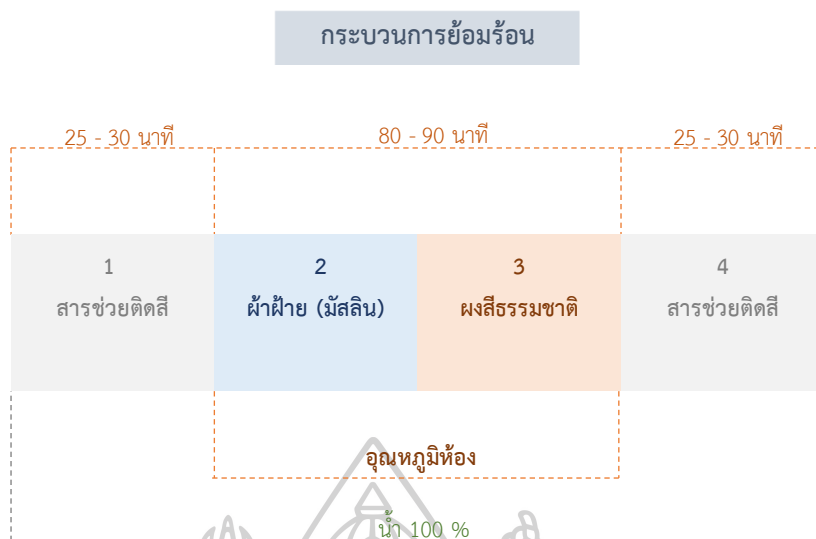 กระบวนการย้อมร้อน
25 - 30 นาที 80 - 90 นาที 25 - 30 นาที
1 2 3 4
สารช่วยติดสี ผ้าฝ้าย (มัสลิน) ผงสีธรรมชาติ สารช่วยติดสี
อุณหภูมิห้อง
น้ำ 100 %